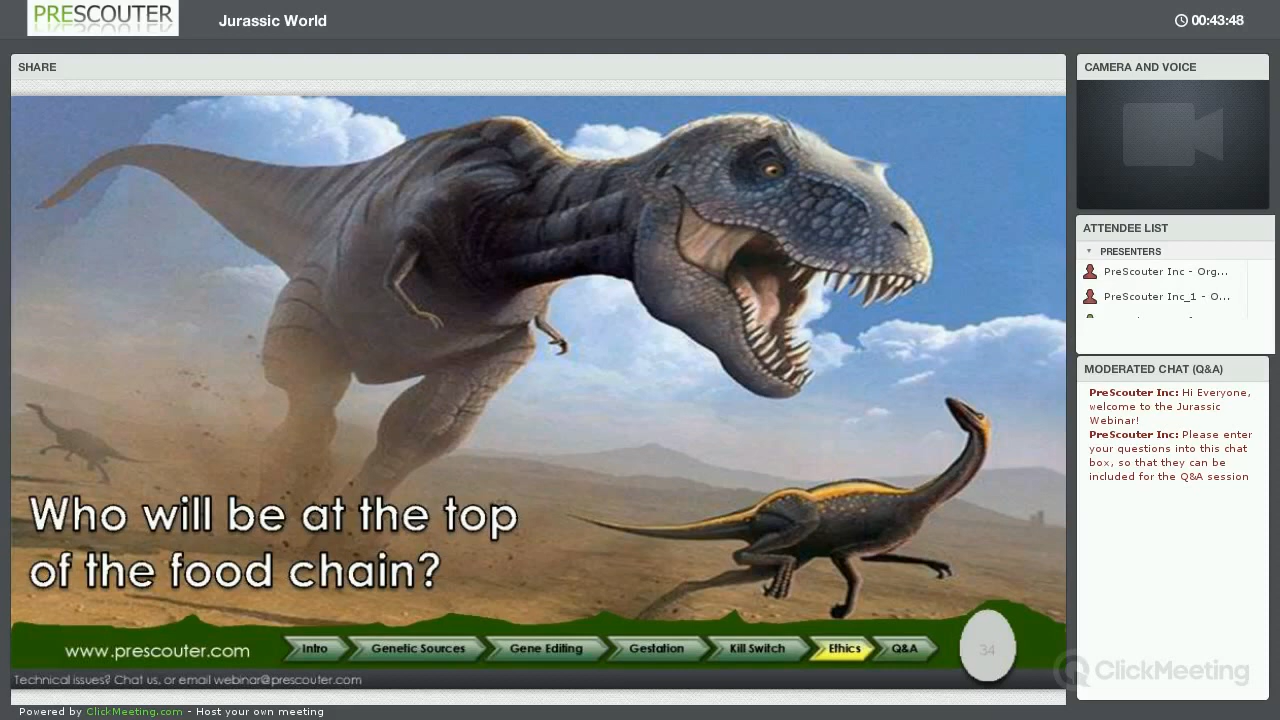 PRESCOUTER
Jurassic World
00:43:48
SHARE
Who will be at the top
of the food chain?
www.prescouter.com
Intro
Genetic Sources
Gene Editing
Gestation
Kill Switch
Ethics
Q&A
34
Technical issues? Chat us, or email webinar@prescouter.com
CAMERA AND VOICE
ATTENDEE LIST
PRESENTERS
PreScouter Inc - Org...
PreScouter Inc_1 - O...
MODERATED CHAT (Q&A)
PreScouter Inc: Hi Everyone,
welcome to the Jurassic
Webinar!
PreScouter Inc: Please enter
your questions into this chat
box, so that they can be
included for the Q&A session
ClickMeeting
Powered by ClickMeeting.com - Host your own meeting